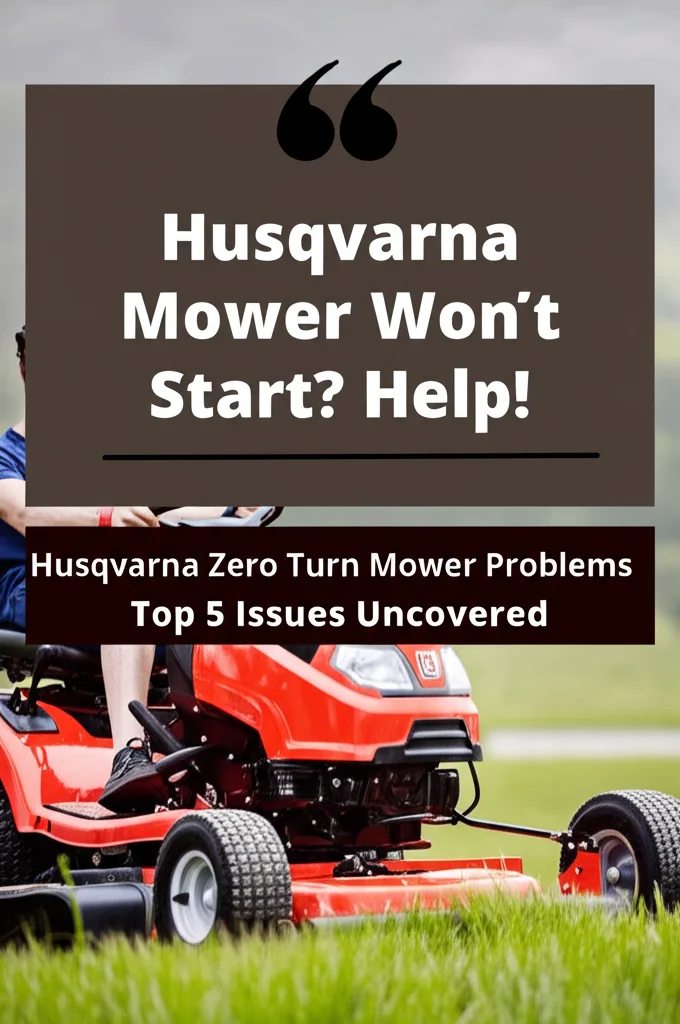 “
Husqvarna
Mower Won't
Start? Help!
Husqvarna Zero Turn Mower Problems
Top 5 Issues Uncovered